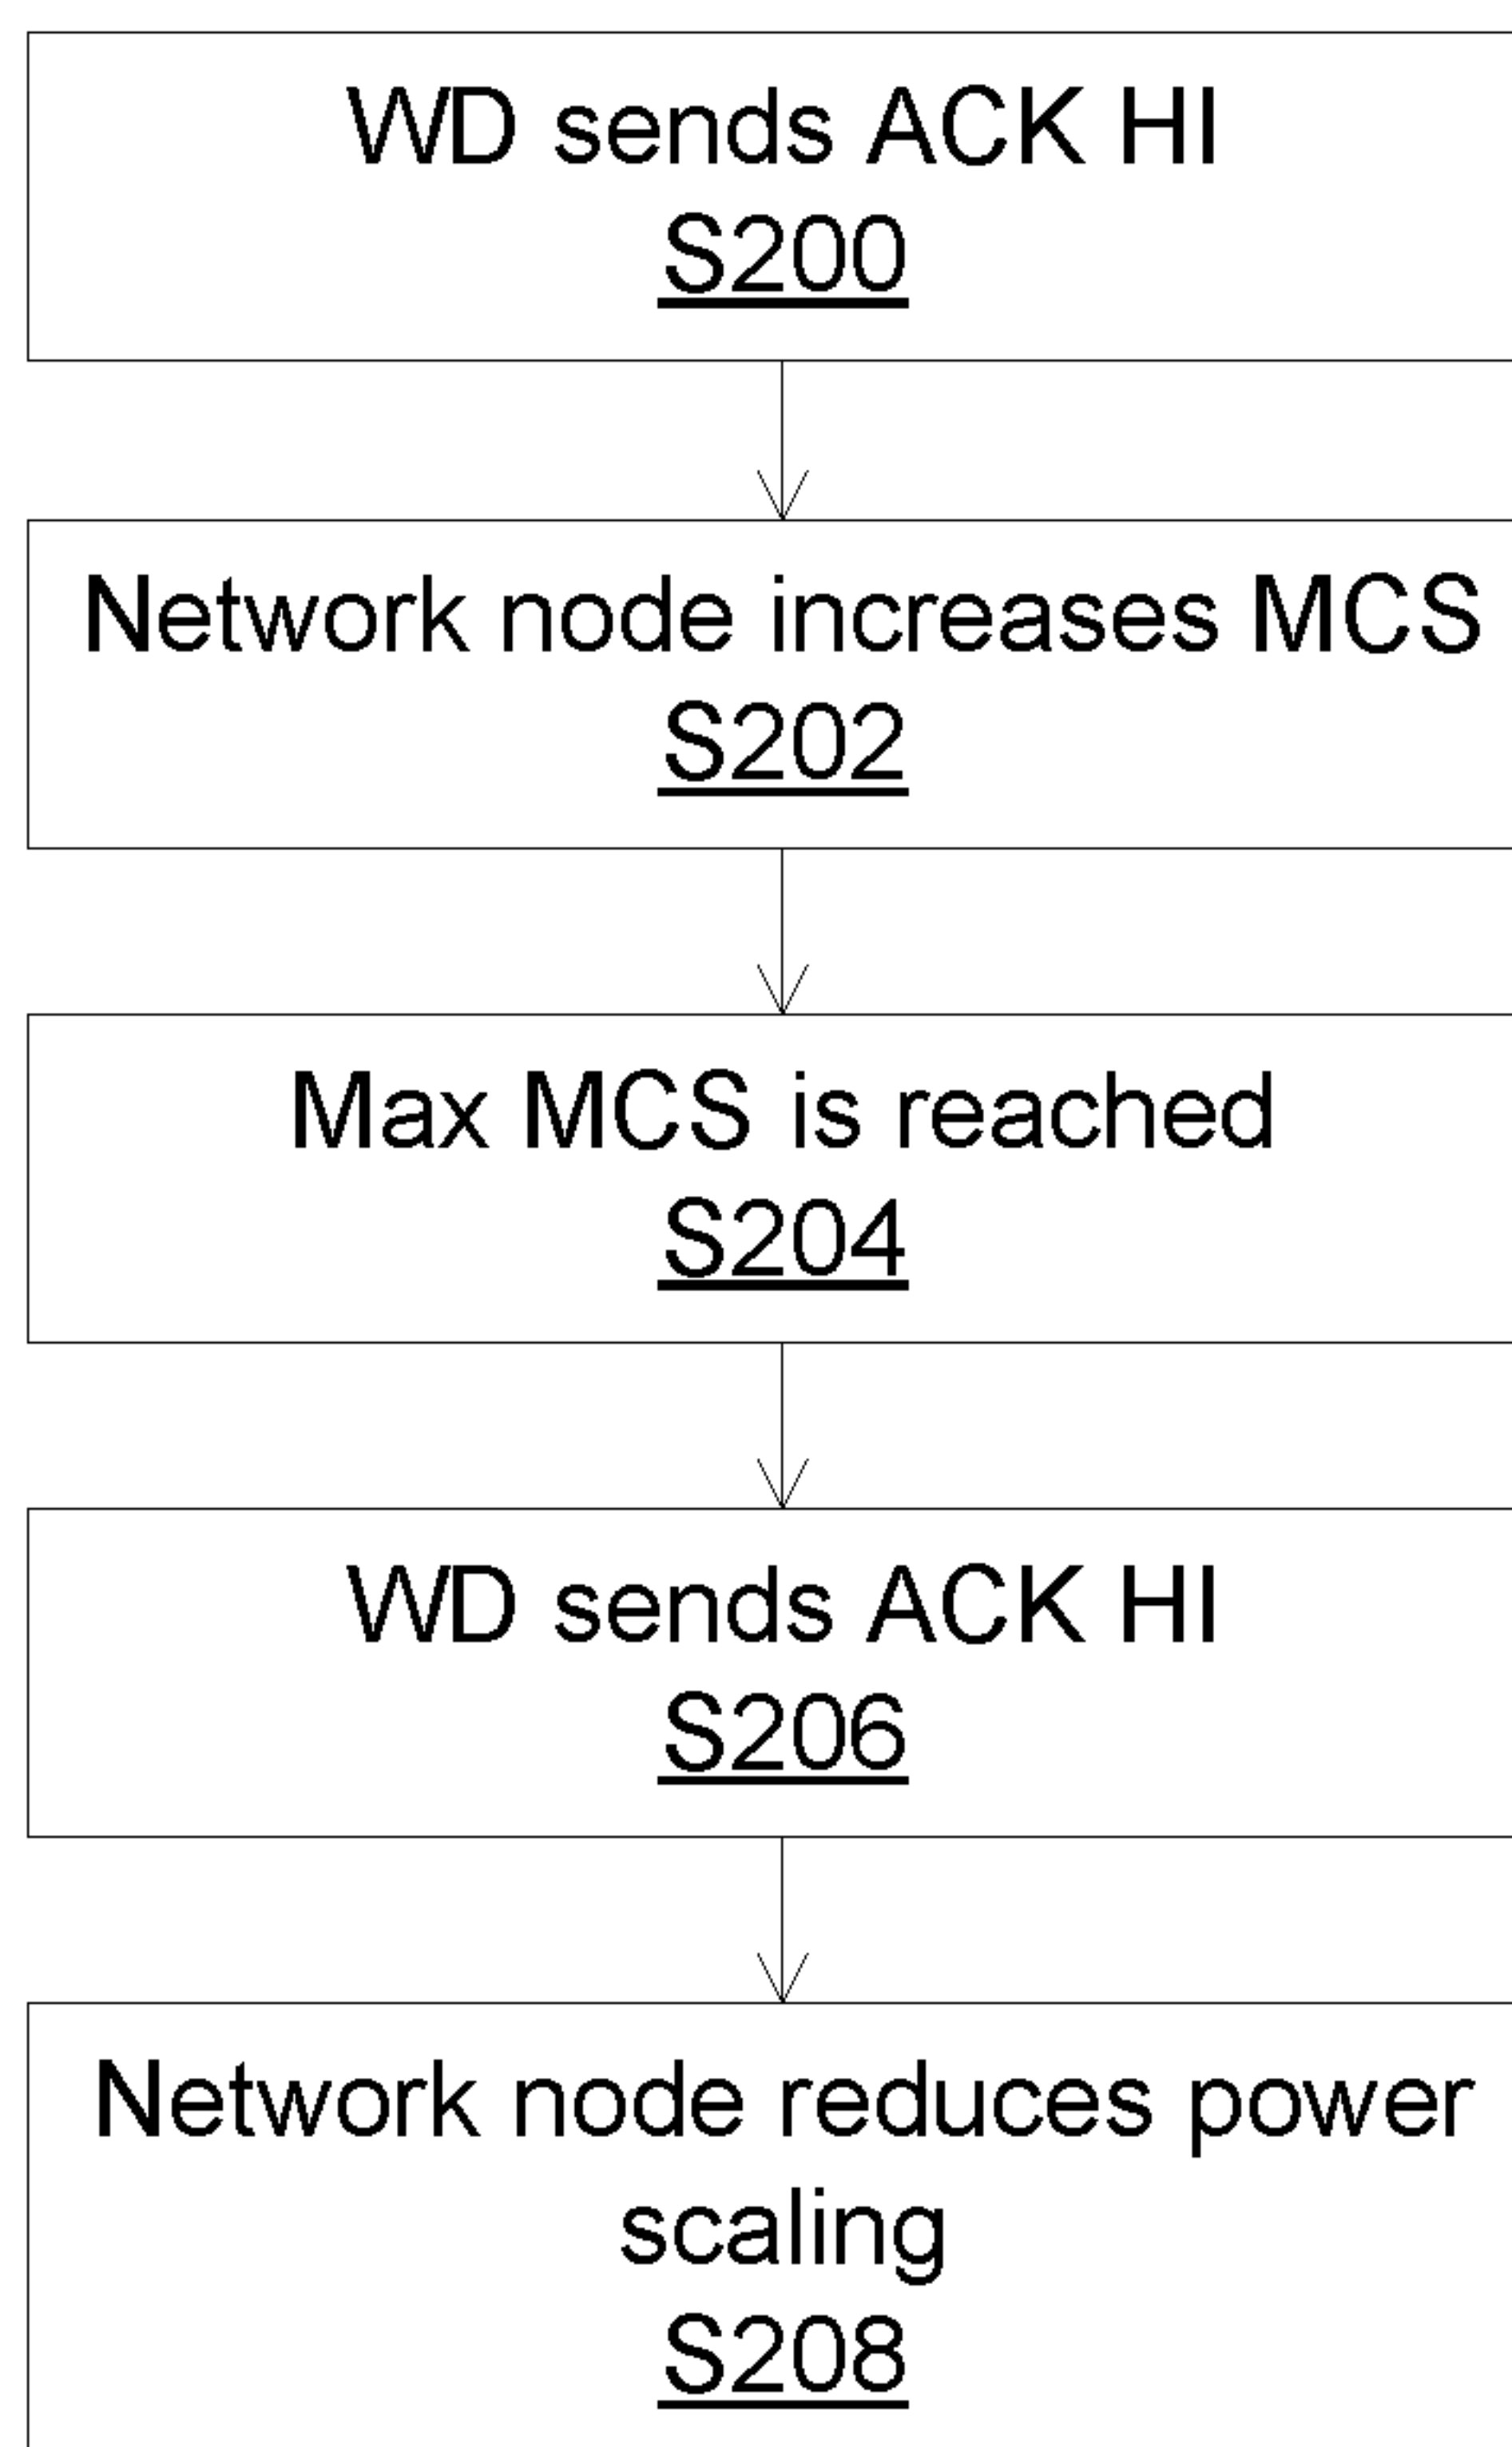 WD sends ACK HI
S200
Network node increases MCS
S202
Max MCS is reached
S204
WD sends ACK HI
S206
Network node reduces power
scaling
S208